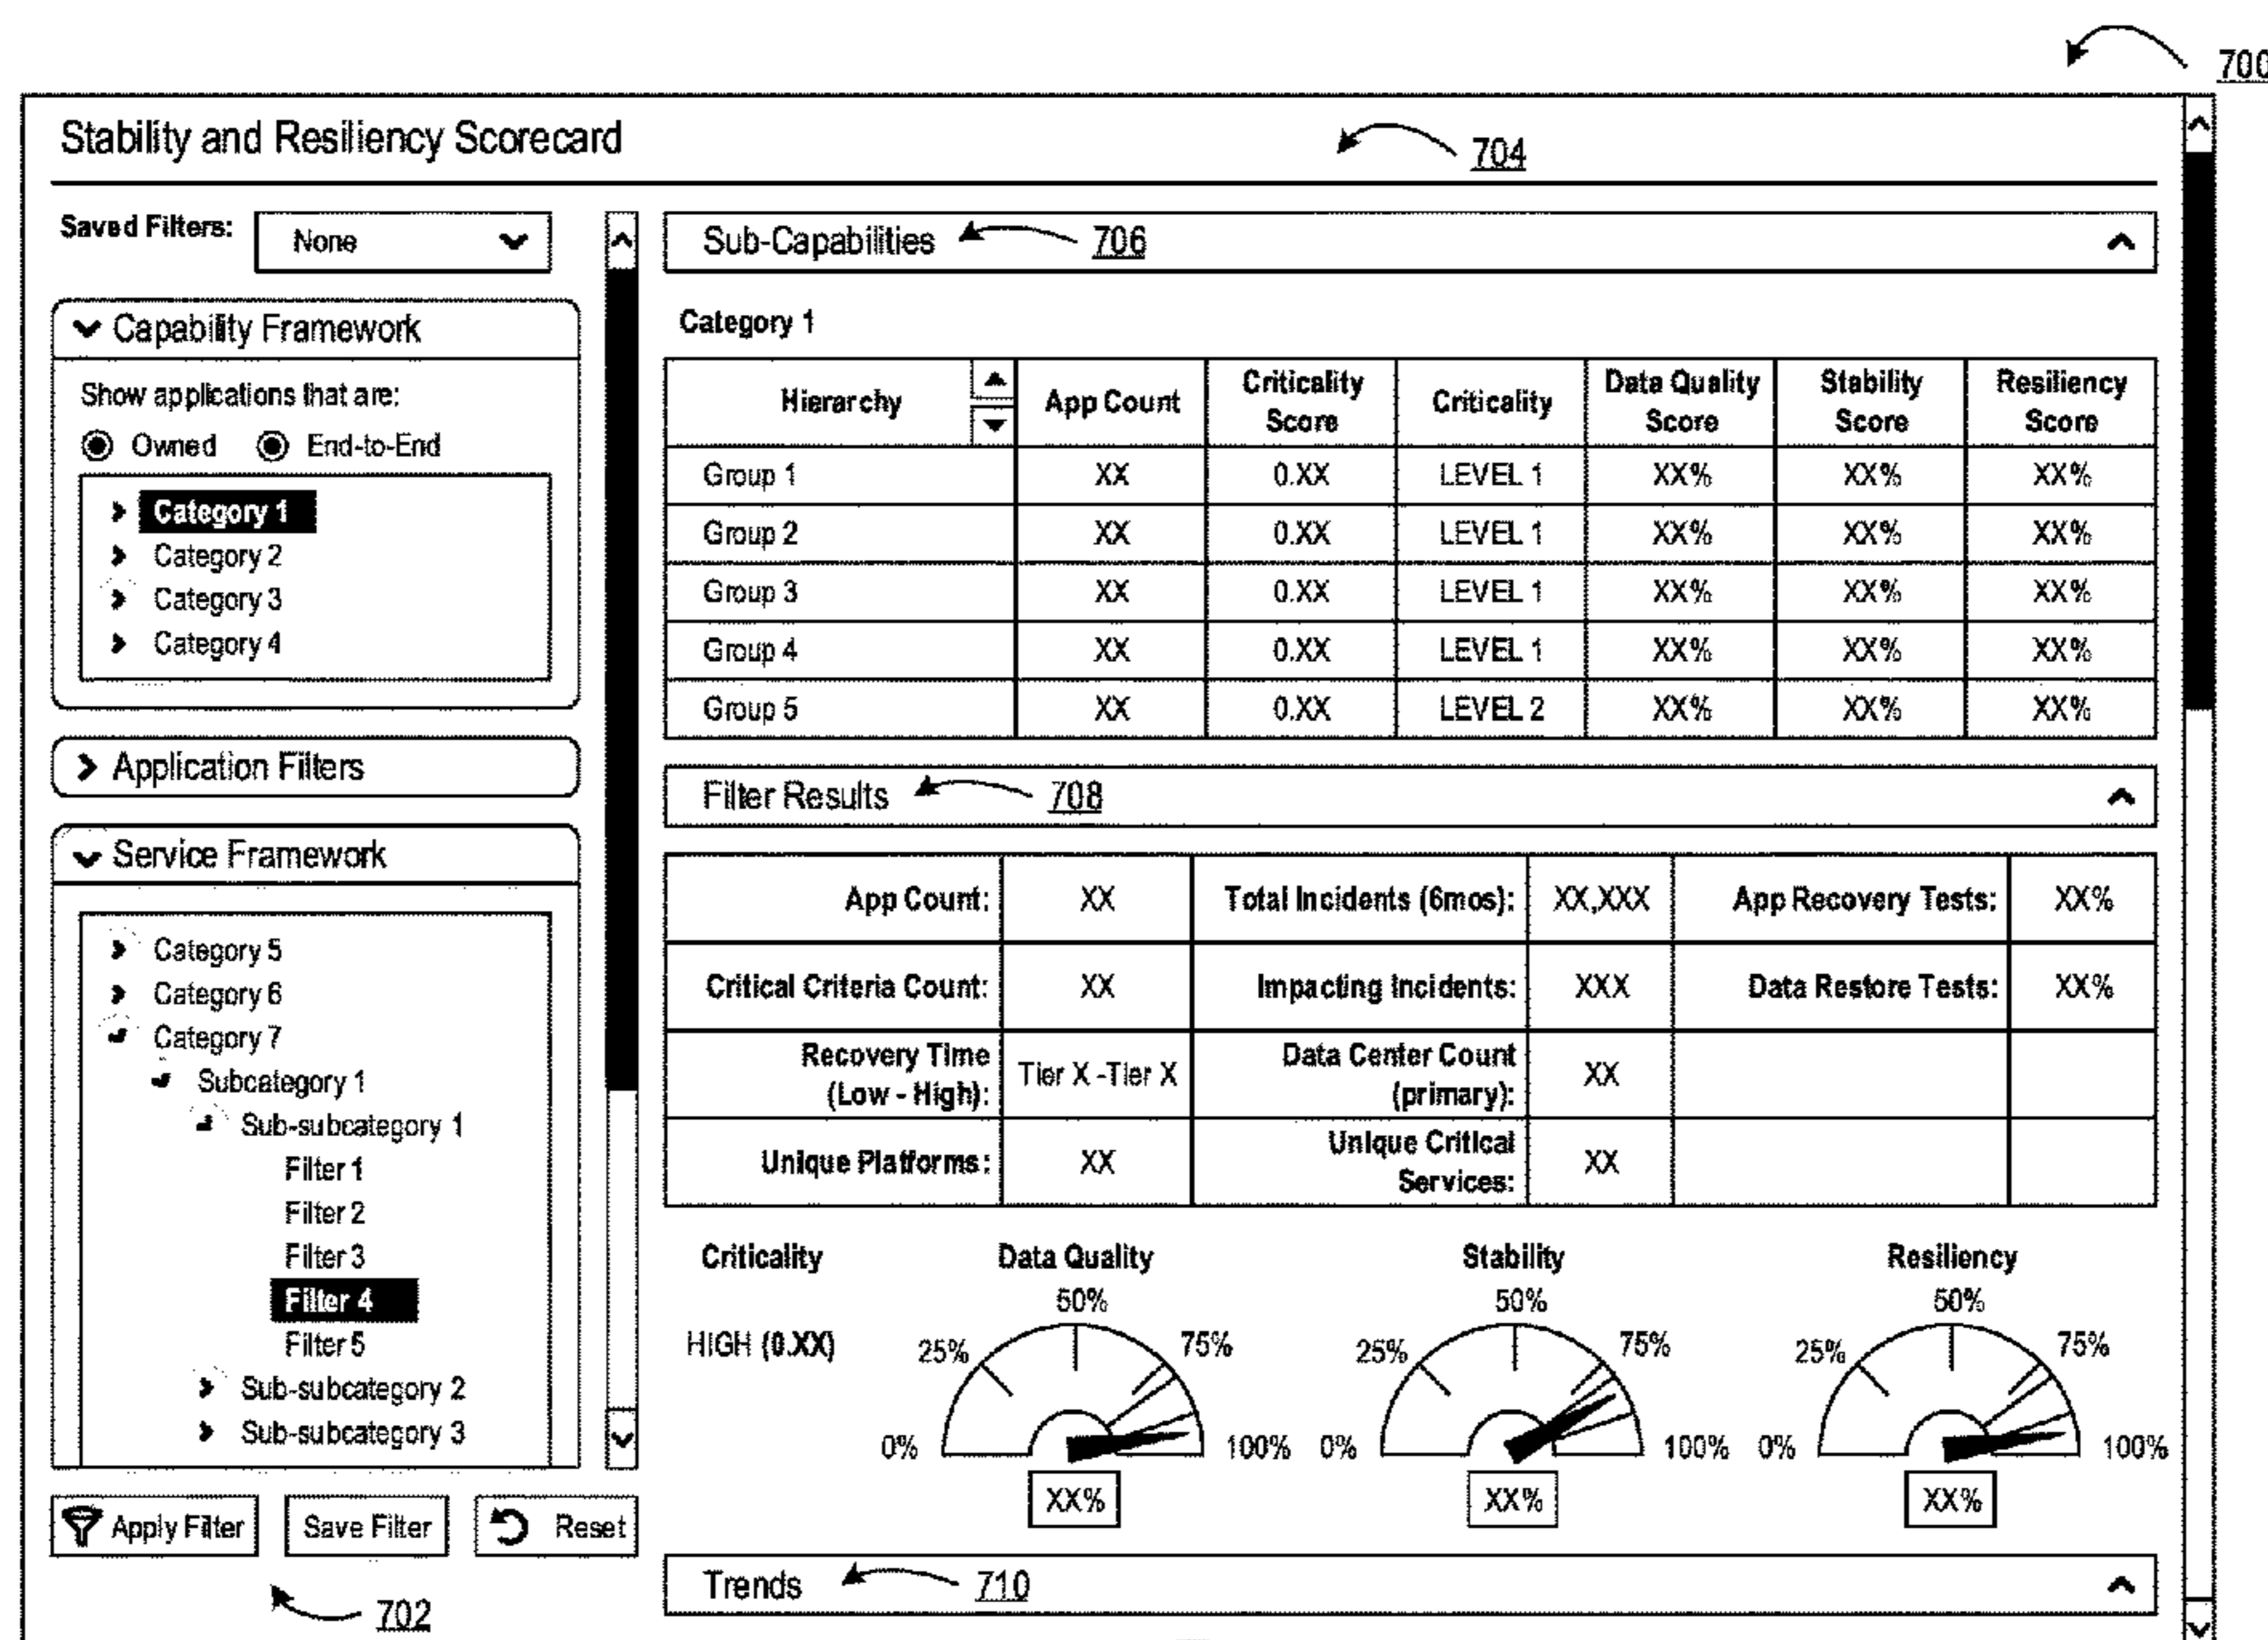 700
Stability and Resiliency Scorecard
704
Saved Filters:
None
Capability Framework
Show applications that are:
Owned End-to-End
Category 1
Category 2
Category 3
Category 4
Application Filters
Service Framework
Category 5
Category 6
Category 7
Subcategory 1
Sub-subcategory 1
Filter 1
Filter 2
Filter 3
Filter 4
Filter 5
Sub-subcategory 2
Sub-subcategory 3
Apply Filter Save Filter Reset
702
Sub-Capabilities 706
Category 1
Hierarchy App Count Criticality Score Criticality Data Quality Score Stability Score Resiliency Score
Group 1 XX 0.XX LEVEL 1 XX% XX% XX%
Group 2 XX 0.XX LEVEL 1 XX% XX% XX%
Group 3 XX 0.XX LEVEL 1 XX% XX% XX%
Group 4 XX 0.XX LEVEL 1 XX% XX% XX%
Group 5 XX 0.XX LEVEL 2 XX% XX% XX%
Filter Results 708
App Count: XX Total Incidents (6mos): XX,XXX App Recovery Tests: XX%
Critical Criteria Count: XX Impacting Incidents: XXX Data Restore Tests: XX%
Recovery Time (Low - High): Tier X -Tier X Data Center Count (primary): XX
Unique Platforms: XX Unique Critical Services: XX
Criticality Data Quality Stability Resiliency
50% 50% 50%
HIGH (0.XX) 25% 75% 25% 75% 25% 75%
0% 100% 0% 100% 0% 100%
XX% XX% XX%
Trends 710